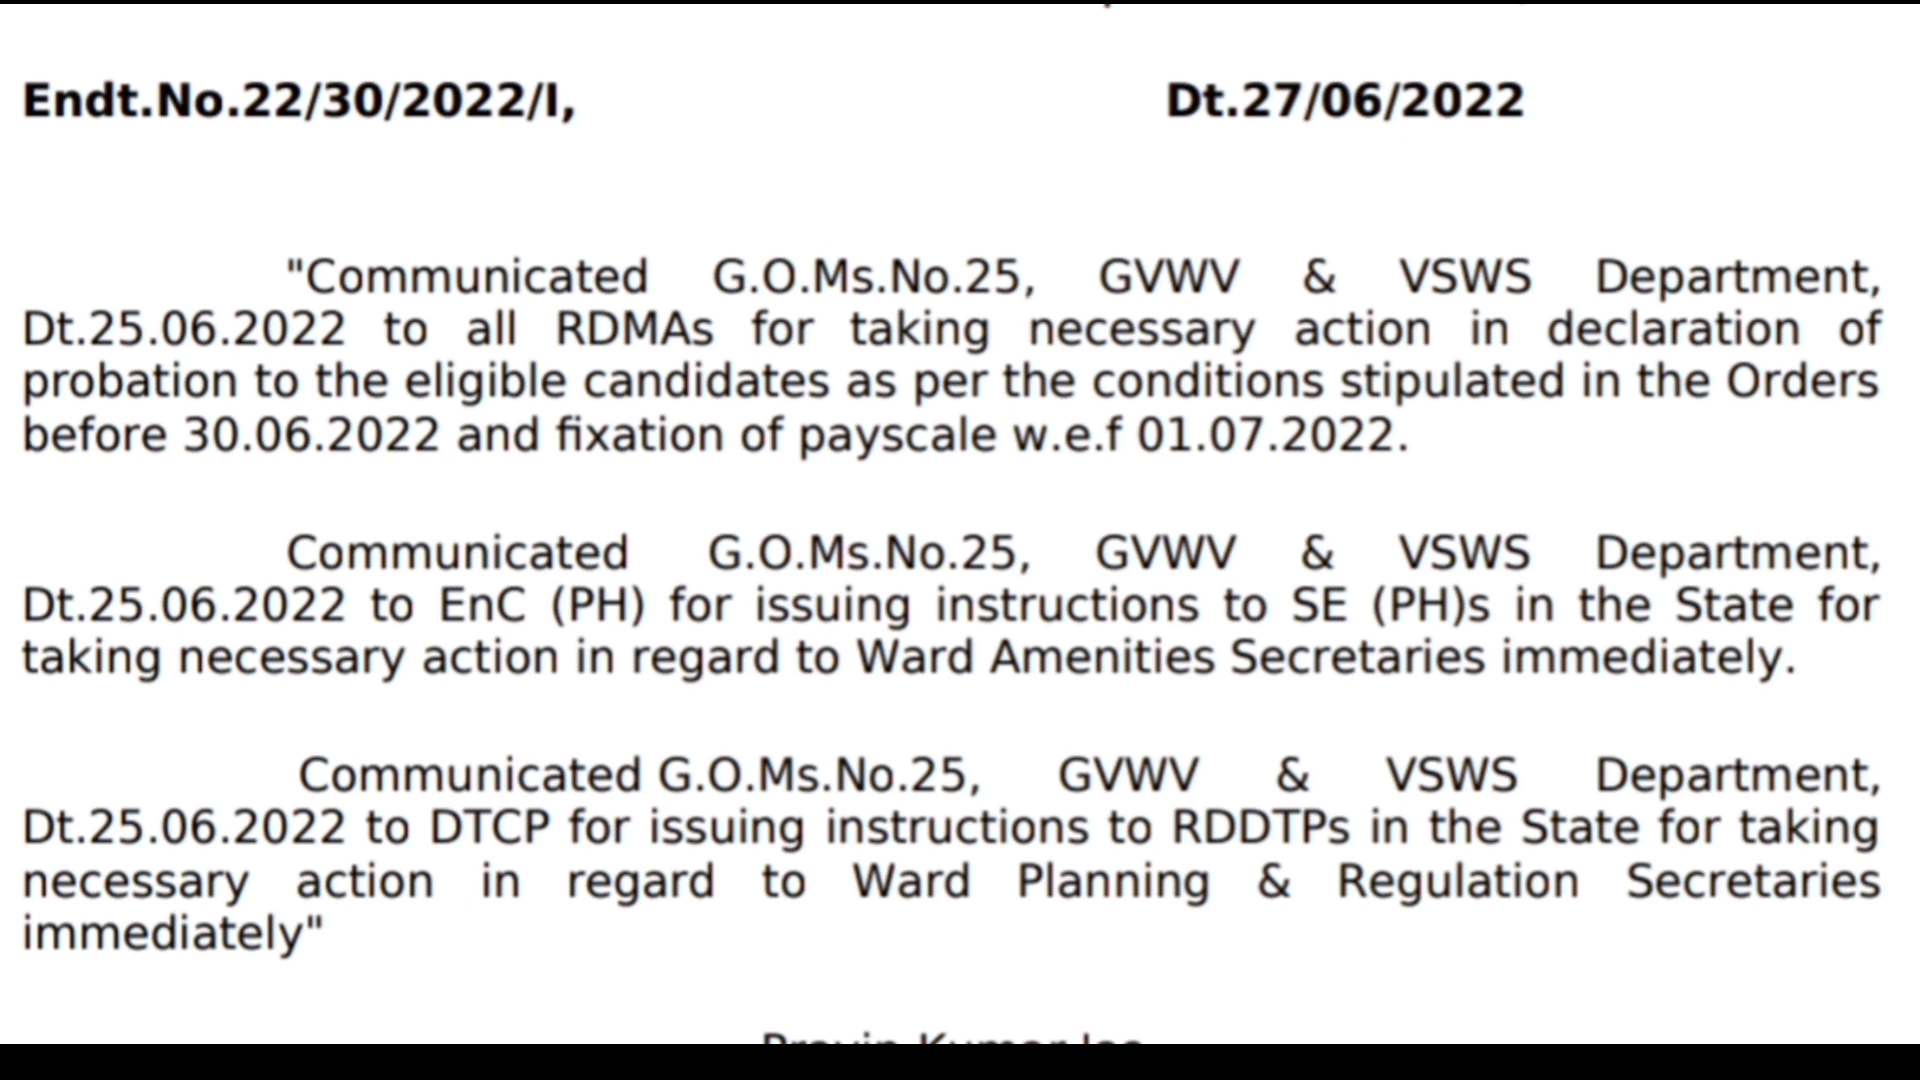 Endt.No.22/30/2022/I, Dt.27/06/2022
"Communicated G.O.Ms.No.25, GVWV & VSWS Department,
Dt.25.06.2022 to all RDMAs for taking necessary action in declaration of
probation to the eligible candidates as per the conditions stipulated in the Orders
before 30.06.2022 and fixation of payscale w.e.f 01.07.2022.
Communicated G.O.Ms.No.25, GVWV & VSWS Department,
Dt.25.06.2022 to EnC (PH) for issuing instructions to SE (PH)s in the State for
taking necessary action in regard to Ward Amenities Secretaries immediately.
Communicated G.O.Ms.No.25, GVWV & VSWS Department,
Dt.25.06.2022 to DTCP for issuing instructions to RDDTPs in the State for taking
necessary action in regard to Ward Planning & Regulation Secretaries
immediately"